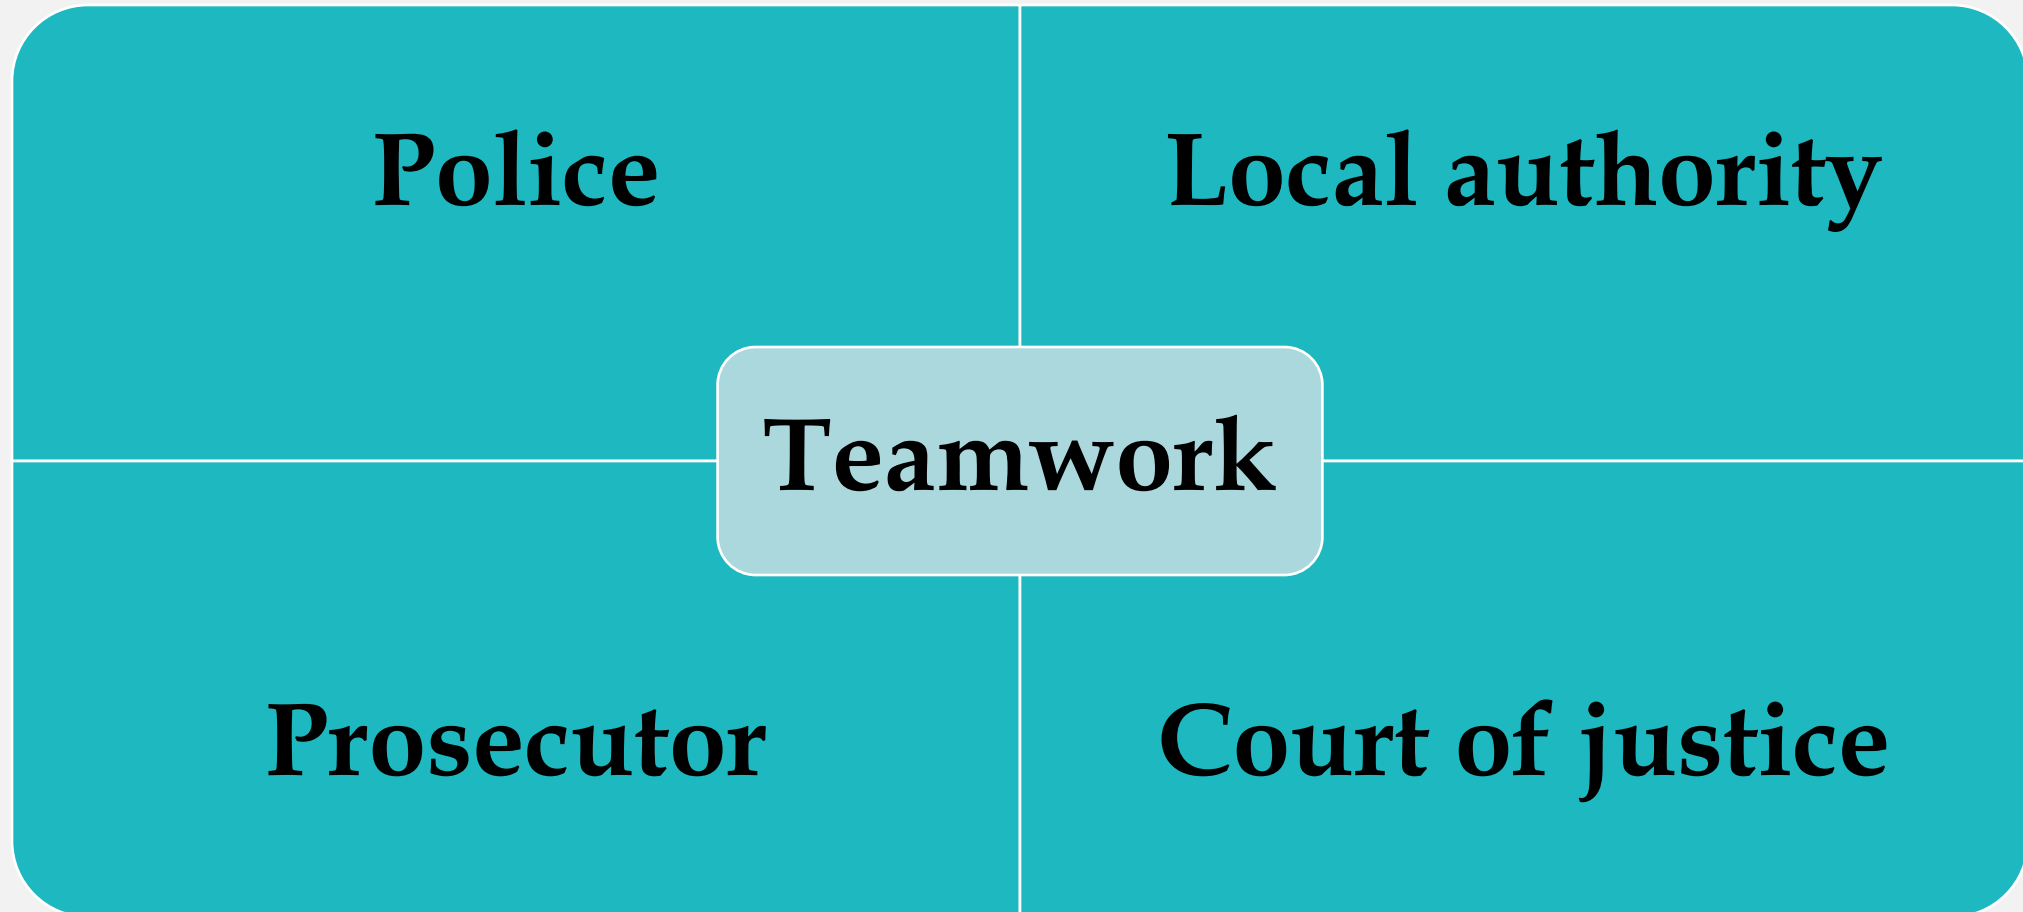 Police
Local authority
Teamwork
Prosecutor
Court of justice